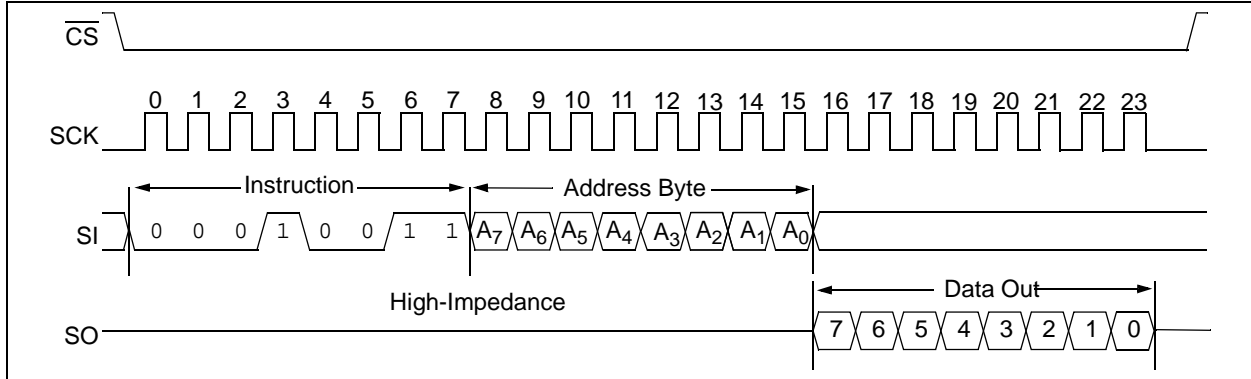 CS
0 1 2 3 4 5 6 7 8 9 10 11 12 13 14 15 16 17 18 19 20 21 22 23
SCK
Instruction Address Byte
SI 0 0 0 1 0 0 1 1 A7 A6 A5 A4 A3 A2 A1 A0
High-Impedance Data Out
SO 7 6 5 4 3 2 1 0